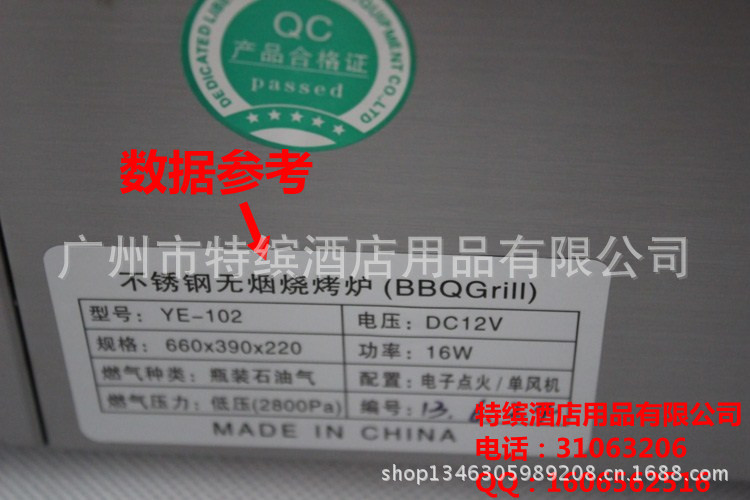 DEDICATED LIB
EQUIPMENT CO.,LTD
QC
产品合格证
passed
数据参考
广州市特缤酒店用品有限公司
不锈钢无烟烧烤炉 (BBQGrill)
型号: YE-102 电压: DC12V
规格: 660x390x220 功率: 16W
燃气种类: 瓶装石油气 配置: 电子点火/单风机
燃气压力: 低压(2800Pa) 编号: 13.
MADE IN CHINA
特缤酒店用品有限公司
电话：31063206
shop1346305989208.cn.1688.com
QQ：1606562516